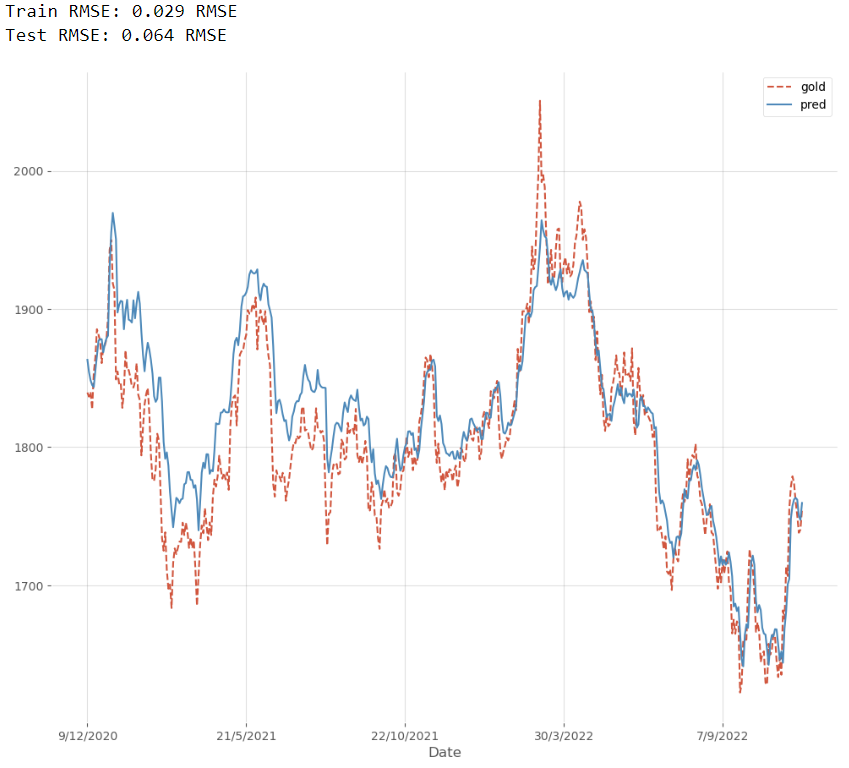 Train RMSE: 0.029 RMSE
Test RMSE: 0.064 RMSE
gold
pred
2000
1900
1800
1700
9/12/2020 21/5/2021 22/10/2021 30/3/2022 7/9/2022
Date